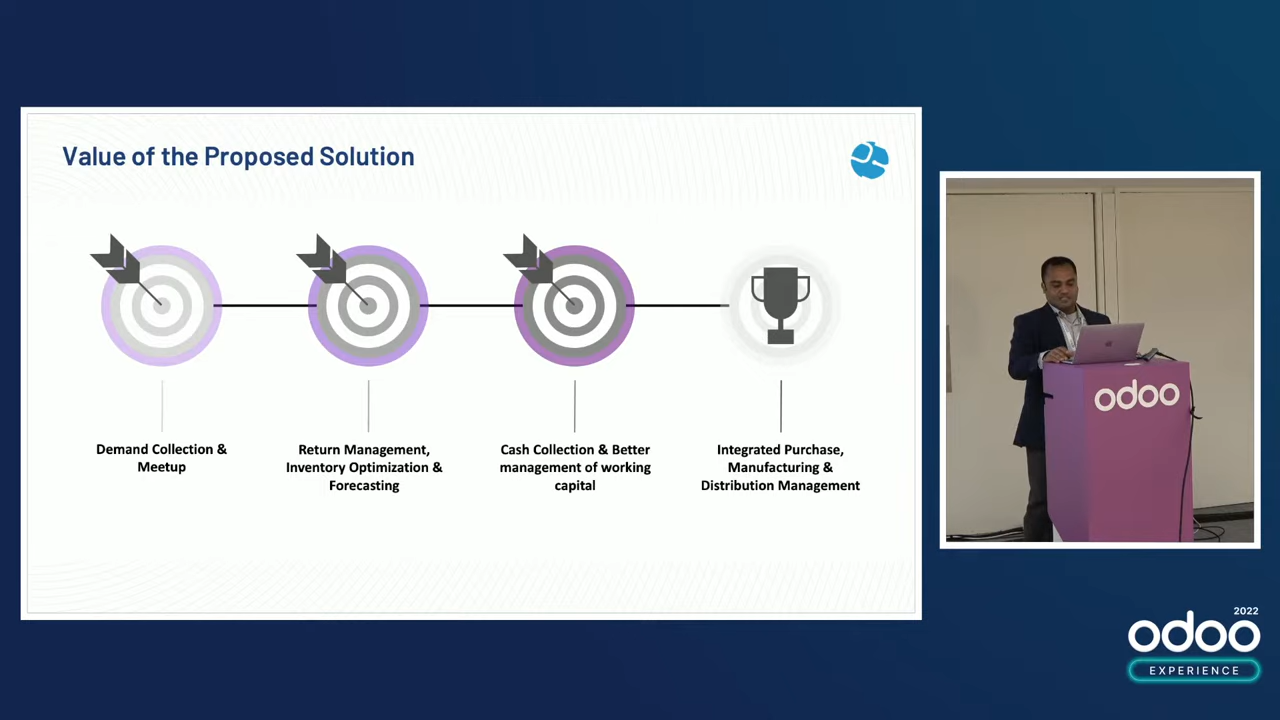 Value of the Proposed Solution
Demand Collection &
Meetup
Return Management,
Inventory Optimization &
Forecasting
Cash Collection & Better
management of working
capital
Integrated Purchase,
Manufacturing &
Distribution Management
odoo
2022
odoo
EXPERIENCE